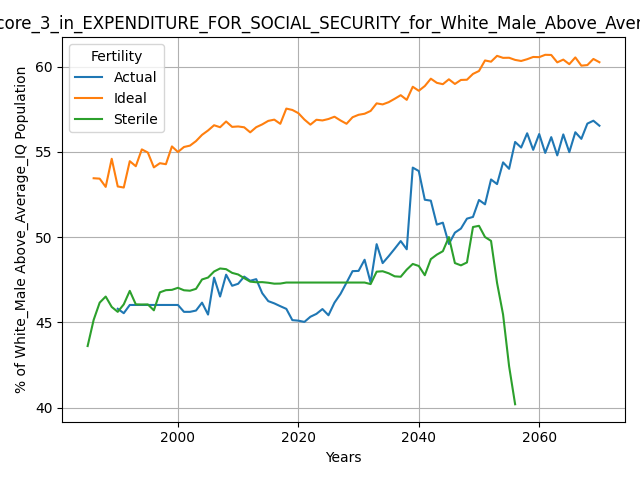 core_3_in_EXPENDITURE_FOR_SOCIAL_SECURITY_for_White_Male_Above_Aver
Fertility
Actual
Ideal
Sterile
% of White_Male Above_Average_IQ Population
60
55
50
45
40
2000
2020
2040
2060
Years